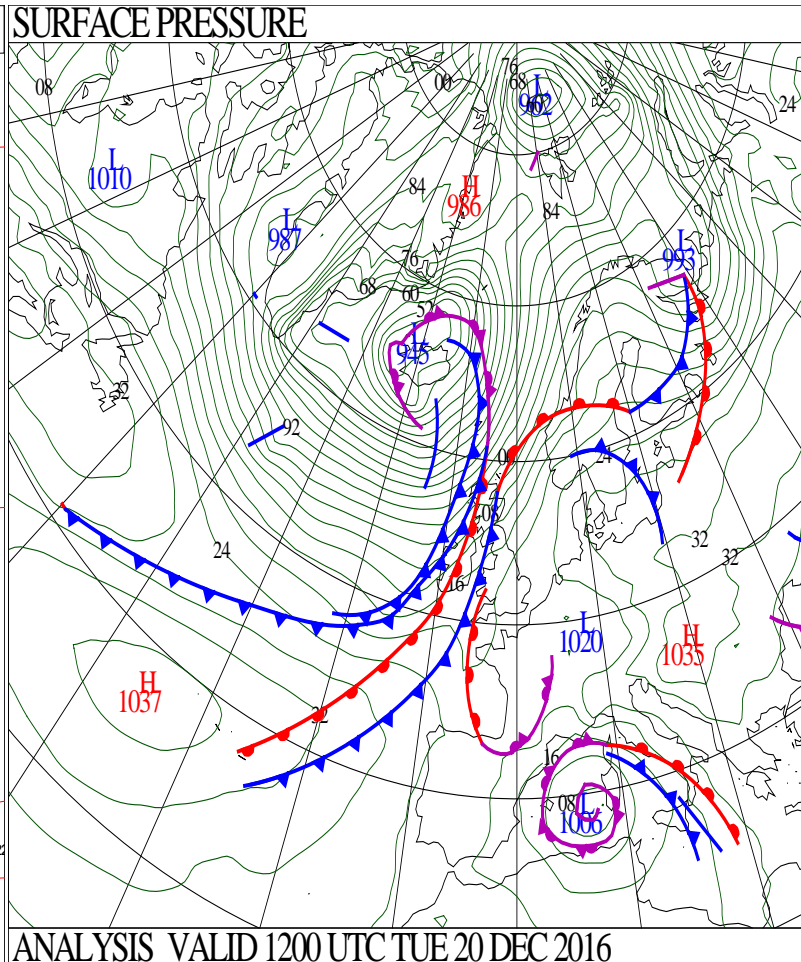 SURFACE PRESSURE
76
00
68
L
08
962
24
L
1010
84
H
986
84
L
987
L
993
76
68
60
52
L
945
32
92
00
24
08
32
32
24
16
L
1020
H
1035
H
1037
32
16
08
L
1006
ANALYSIS VALID 1200 UTC TUE 20 DEC 2016